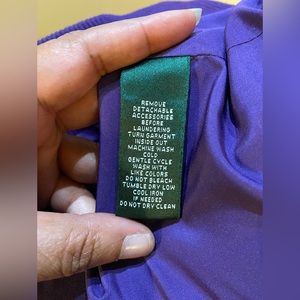 REMOVE
DETACHABLE
ACCESSORIES
BEFORE
LAUNDERING
TURN GARMENT
INSIDE OUT
MACHINE WASH
COLD
GENTLE CYCLE
WASH WITH
LIKE COLORS
DO NOT BLEACH
TUMBLE DRY LOW
COOL IRON
IF NEEDED
DO NOT DRY CLEAN